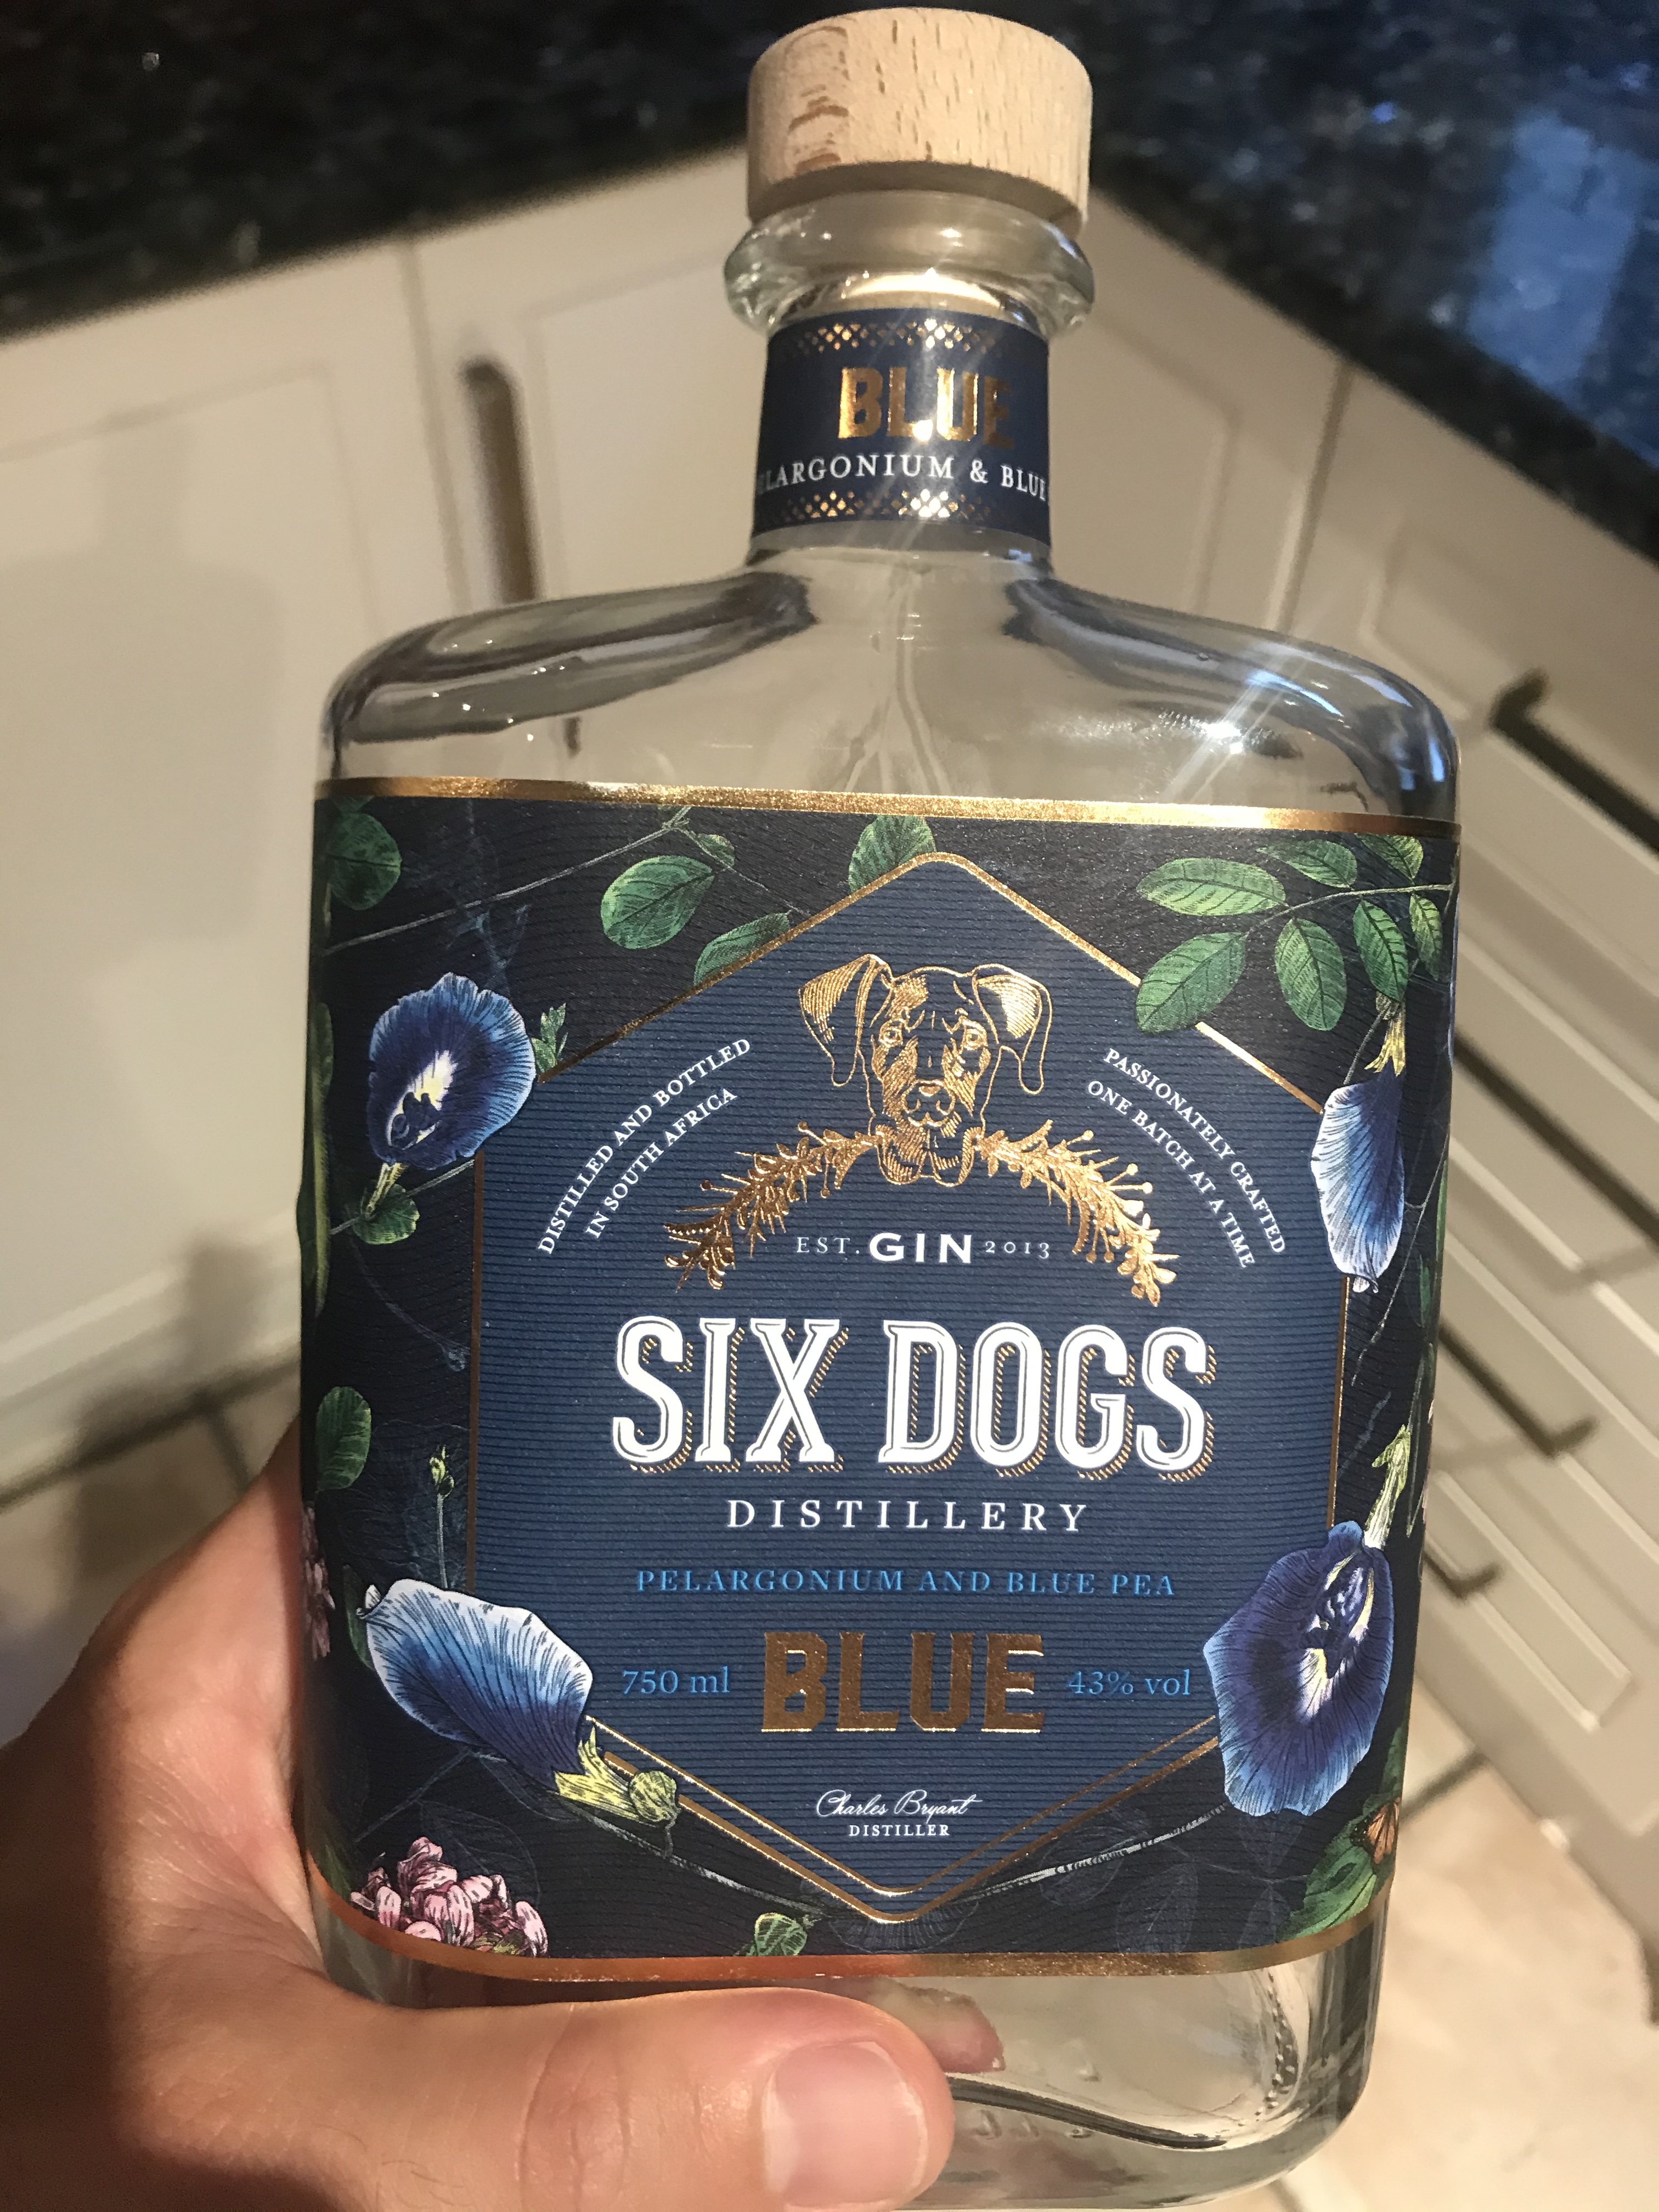 BLUE
PELARGONIUM & BLUE
DISTILLED AND BOTTLED
IN SOUTH AFRICA
PASSIONATELY CRAFTED
ONE BATCH AT A TIME
EST. GIN 2013
SIX DOGS
DISTILLERY
PELARGONIUM AND BLUE PEA
750 ml BLUE 43% vol
Charles Bryant
DISTILLER